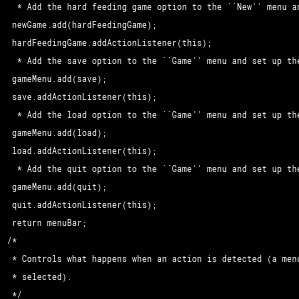 * Add the hard feeding game option to the ``New'' menu an
newGame.add(hardFeedingGame);
hardFeedingGame.addActionListener(this);
* Add the save option to the ``Game'' menu and set up the
gameMenu.add(save);
save.addActionListener(this);
* Add the load option to the ``Game'' menu and set up the
gameMenu.add(load);
load.addActionListener(this);
* Add the quit option to the ``Game'' menu and set up the
gameMenu.add(quit);
quit.addActionListener(this);
return menuBar;
/*
* Controls what happens when an action is detected (a menu
* selected).
*/